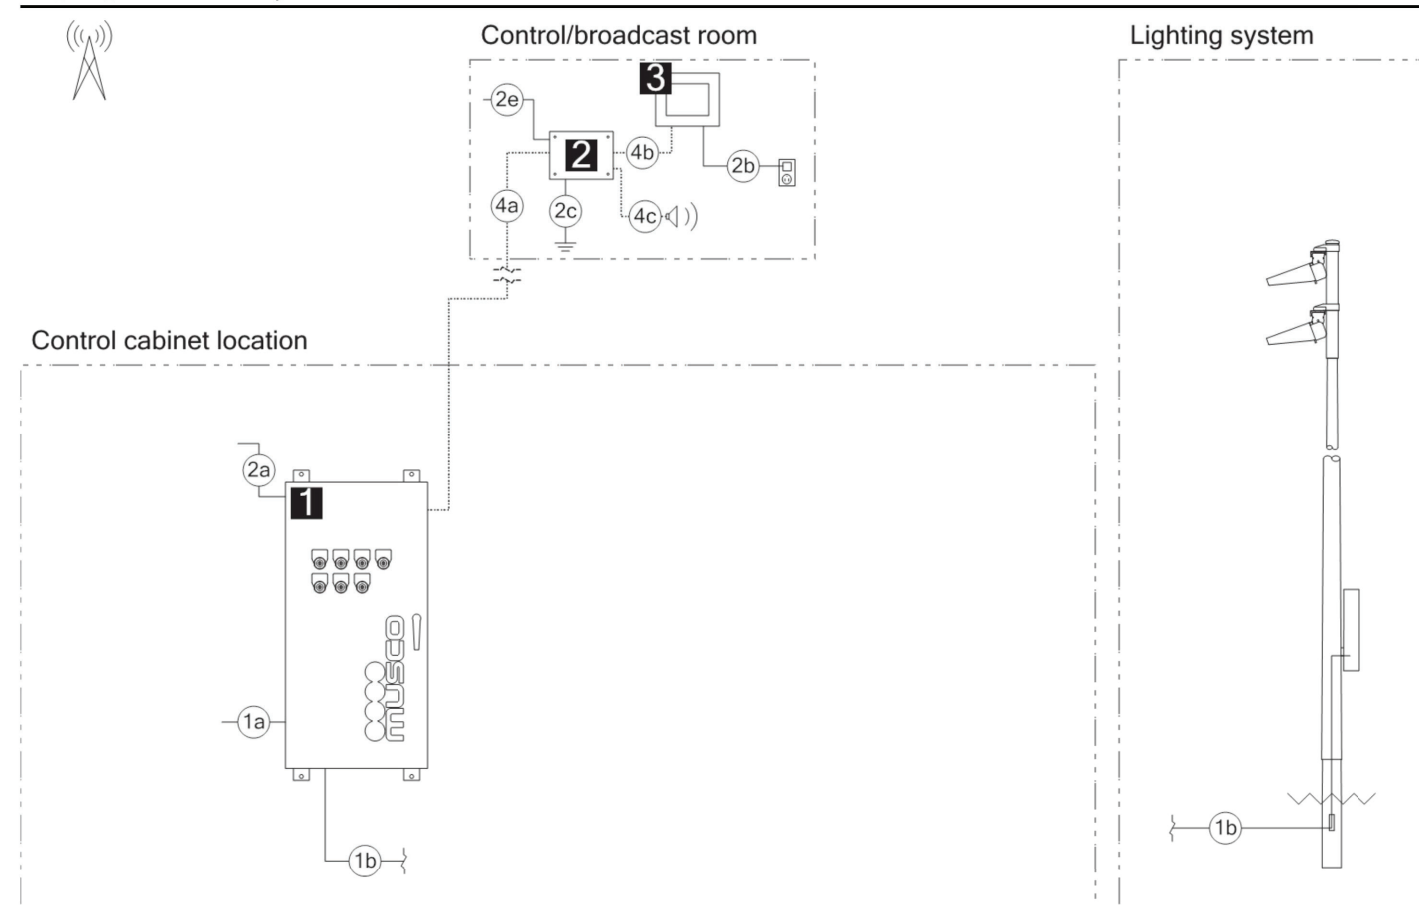 Control/broadcast room
Lighting system
3
2e
2
4b
2b
4a
2c
4c
Control cabinet location
2a
1
musco
1a
1b
1b